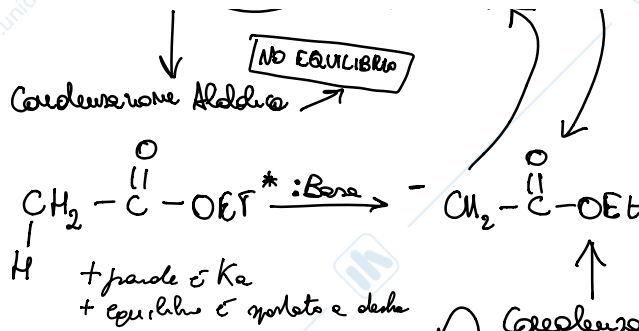 NO EQUILIBRIO
Condensazione Aldolica
O
||
CH2 - C - OEt * :Base - CH2 - C - OEt
|
H
O
||
+ grande è Ka
+ equilibrio è spostato a destra